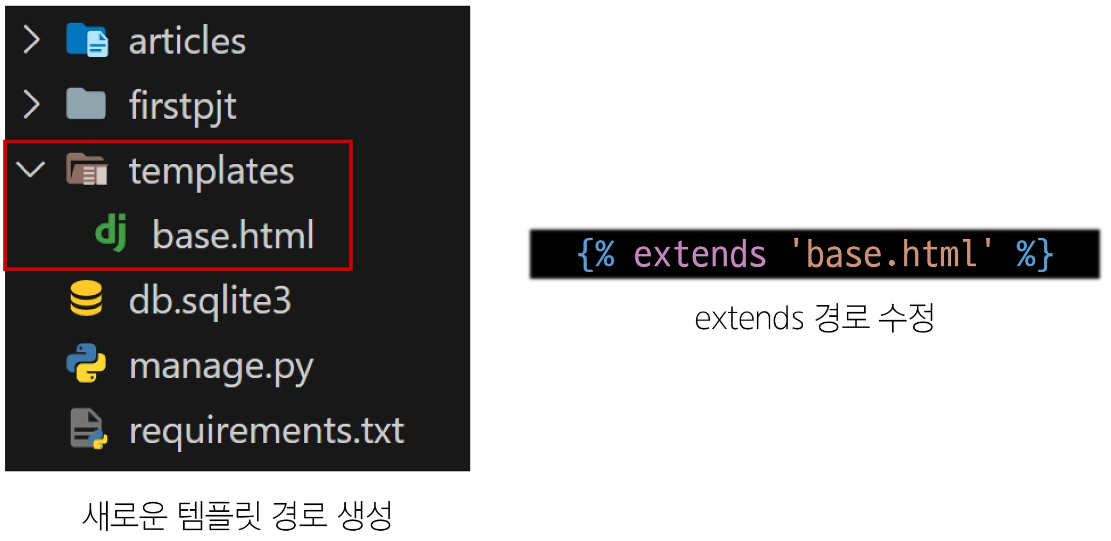 articles
firstpjt
templates
dj base.html
db.sqlite3
manage.py
requirements.txt
새로운 템플릿 경로 생성
{% extends 'base.html' %}
extends 경로 수정